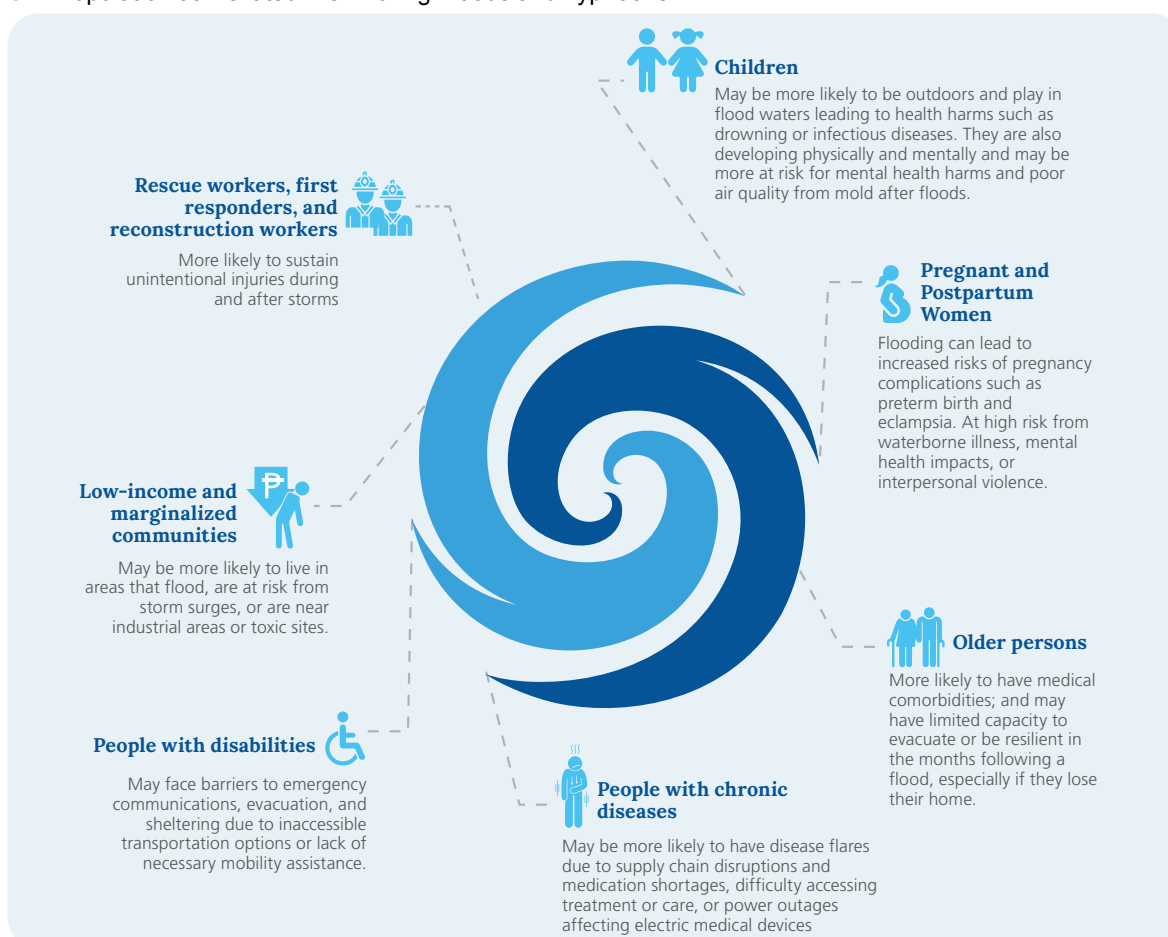 Children
May be more likely to be outdoors and play in
flood waters leading to health harms such as
drowning or infectious diseases. They are also
developing physically and mentally and may be
more at risk for mental health harms and poor
air quality from mold after floods.
Rescue workers, first
responders, and
reconstruction workers
More likely to sustain
unintentional injuries during
and after storms
Pregnant and
Postpartum
Women
Flooding can lead to
increased risks of pregnancy
complications such as
preterm birth and
eclampsia. At high risk from
waterborne illness, mental
health impacts, or
interpersonal violence.
₱
Low-income and
marginalized
communities
May be more likely to live in
areas that flood, are at risk from
storm surges, or are near
industrial areas or toxic sites.
Older persons
More likely to have medical
comorbidities; and may
have limited capacity to
evacuate or be resilient in
the months following a
flood, especially if they lose
their home.
People with disabilities
May face barriers to emergency
communications, evacuation, and
sheltering due to inaccessible
transportation options or lack of
necessary mobility assistance.
People with chronic
diseases
May be more likely to have disease flares
due to supply chain disruptions and
medication shortages, difficulty accessing
treatment or care, or power outages
affecting electric medical devices